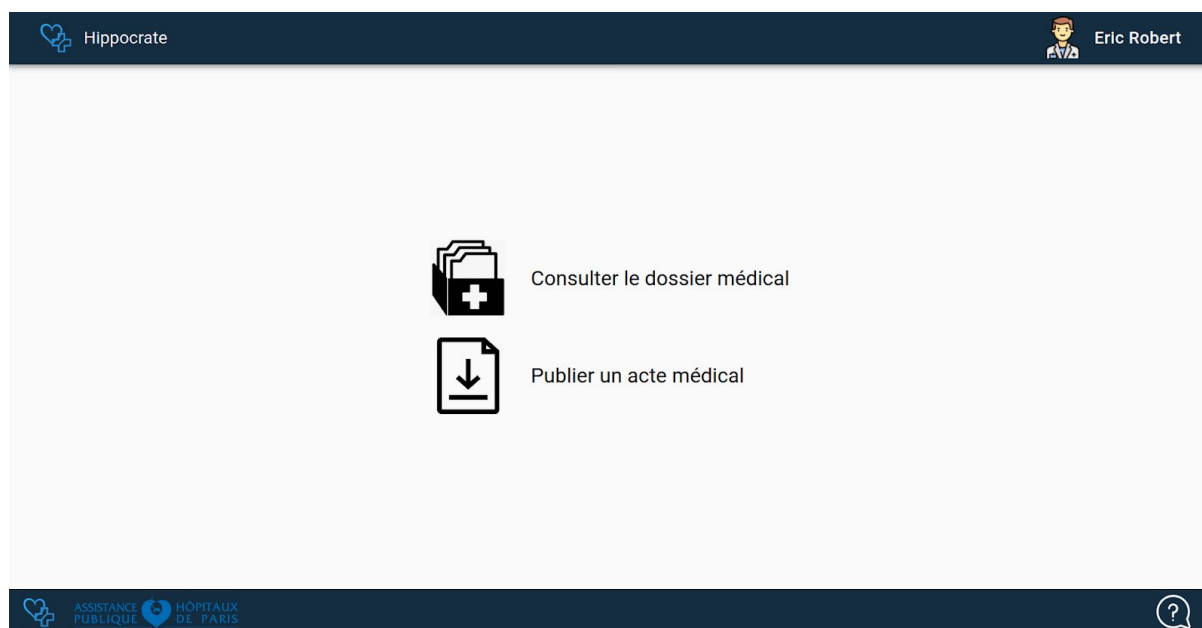 Hippocrate
Eric Robert
Consulter le dossier médical
Publier un acte médical
ASSISTANCE HÔPITAUX
PUBLIQUE DE PARIS
?